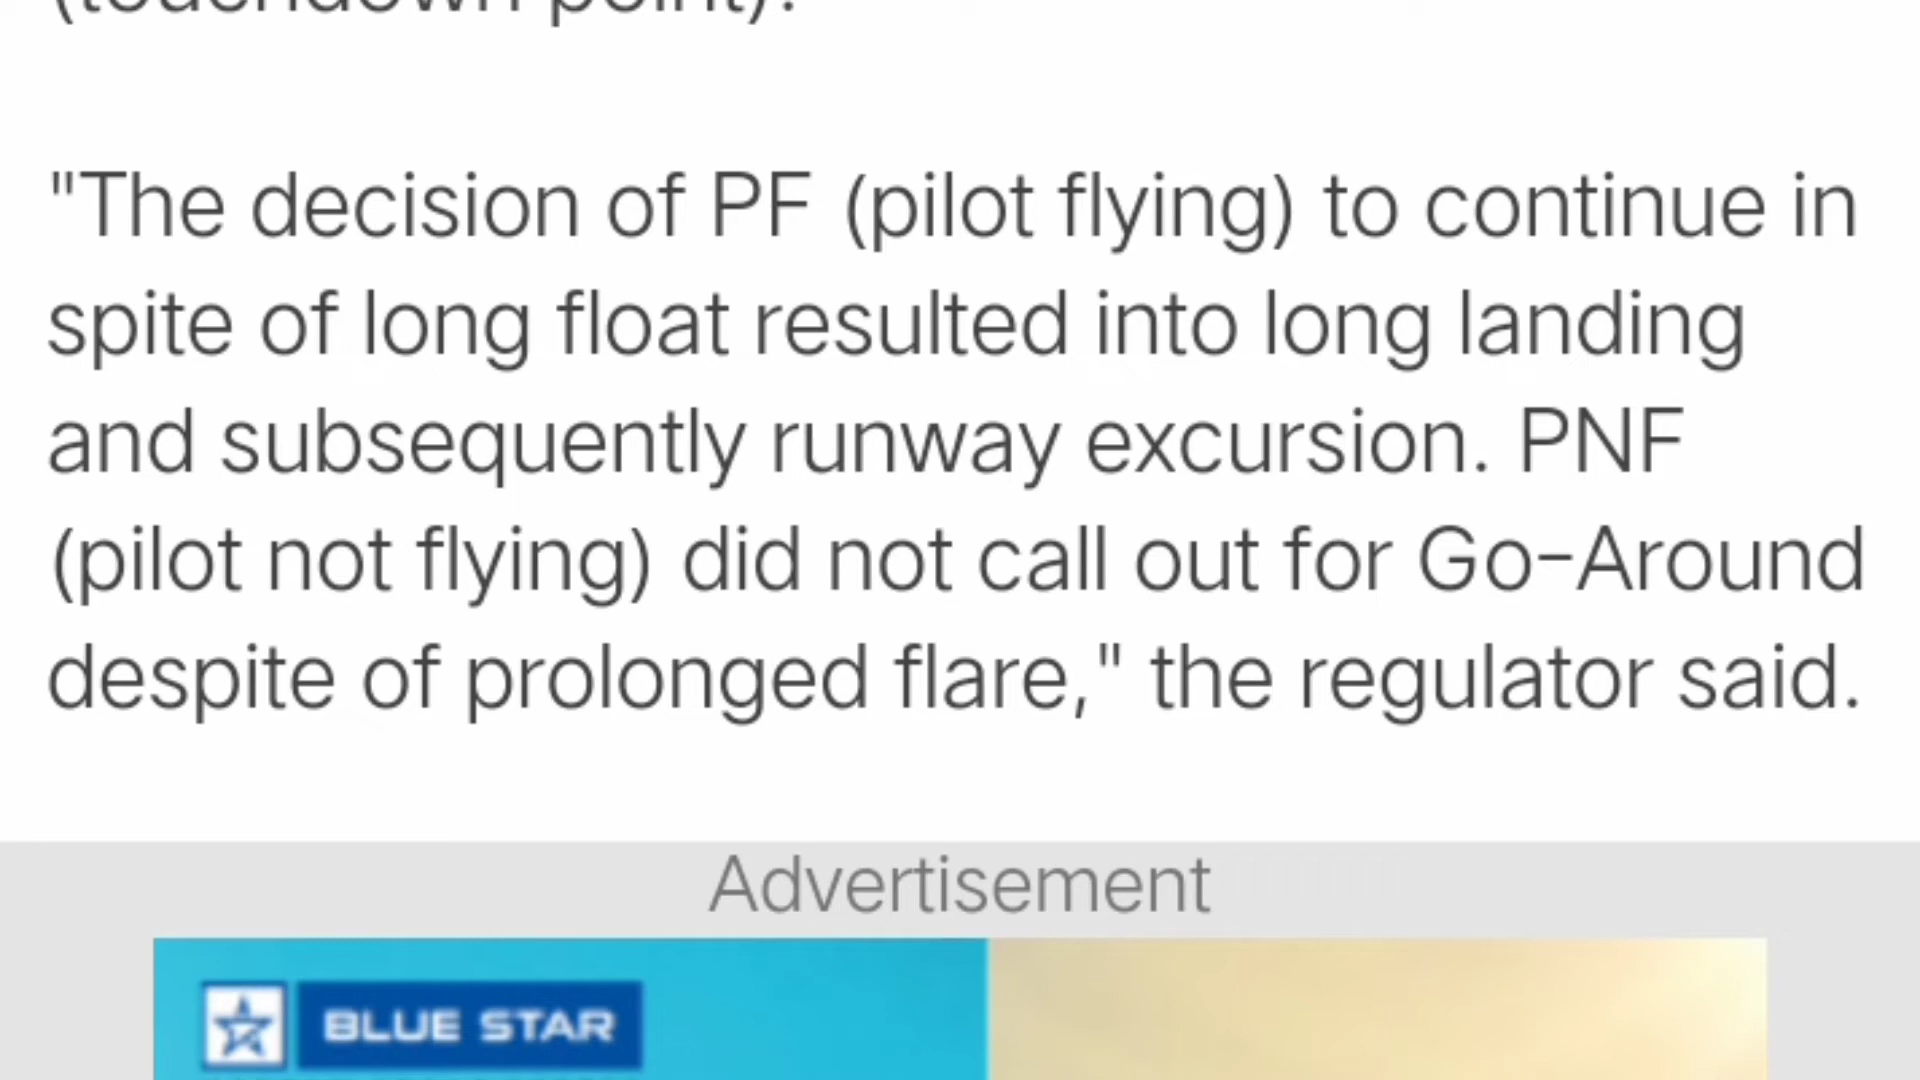 (touchdown point).
"The decision of PF (pilot flying) to continue in
spite of long float resulted into long landing
and subsequently runway excursion. PNF
(pilot not flying) did not call out for Go-Around
despite of prolonged flare," the regulator said.
Advertisement
BLUE STAR